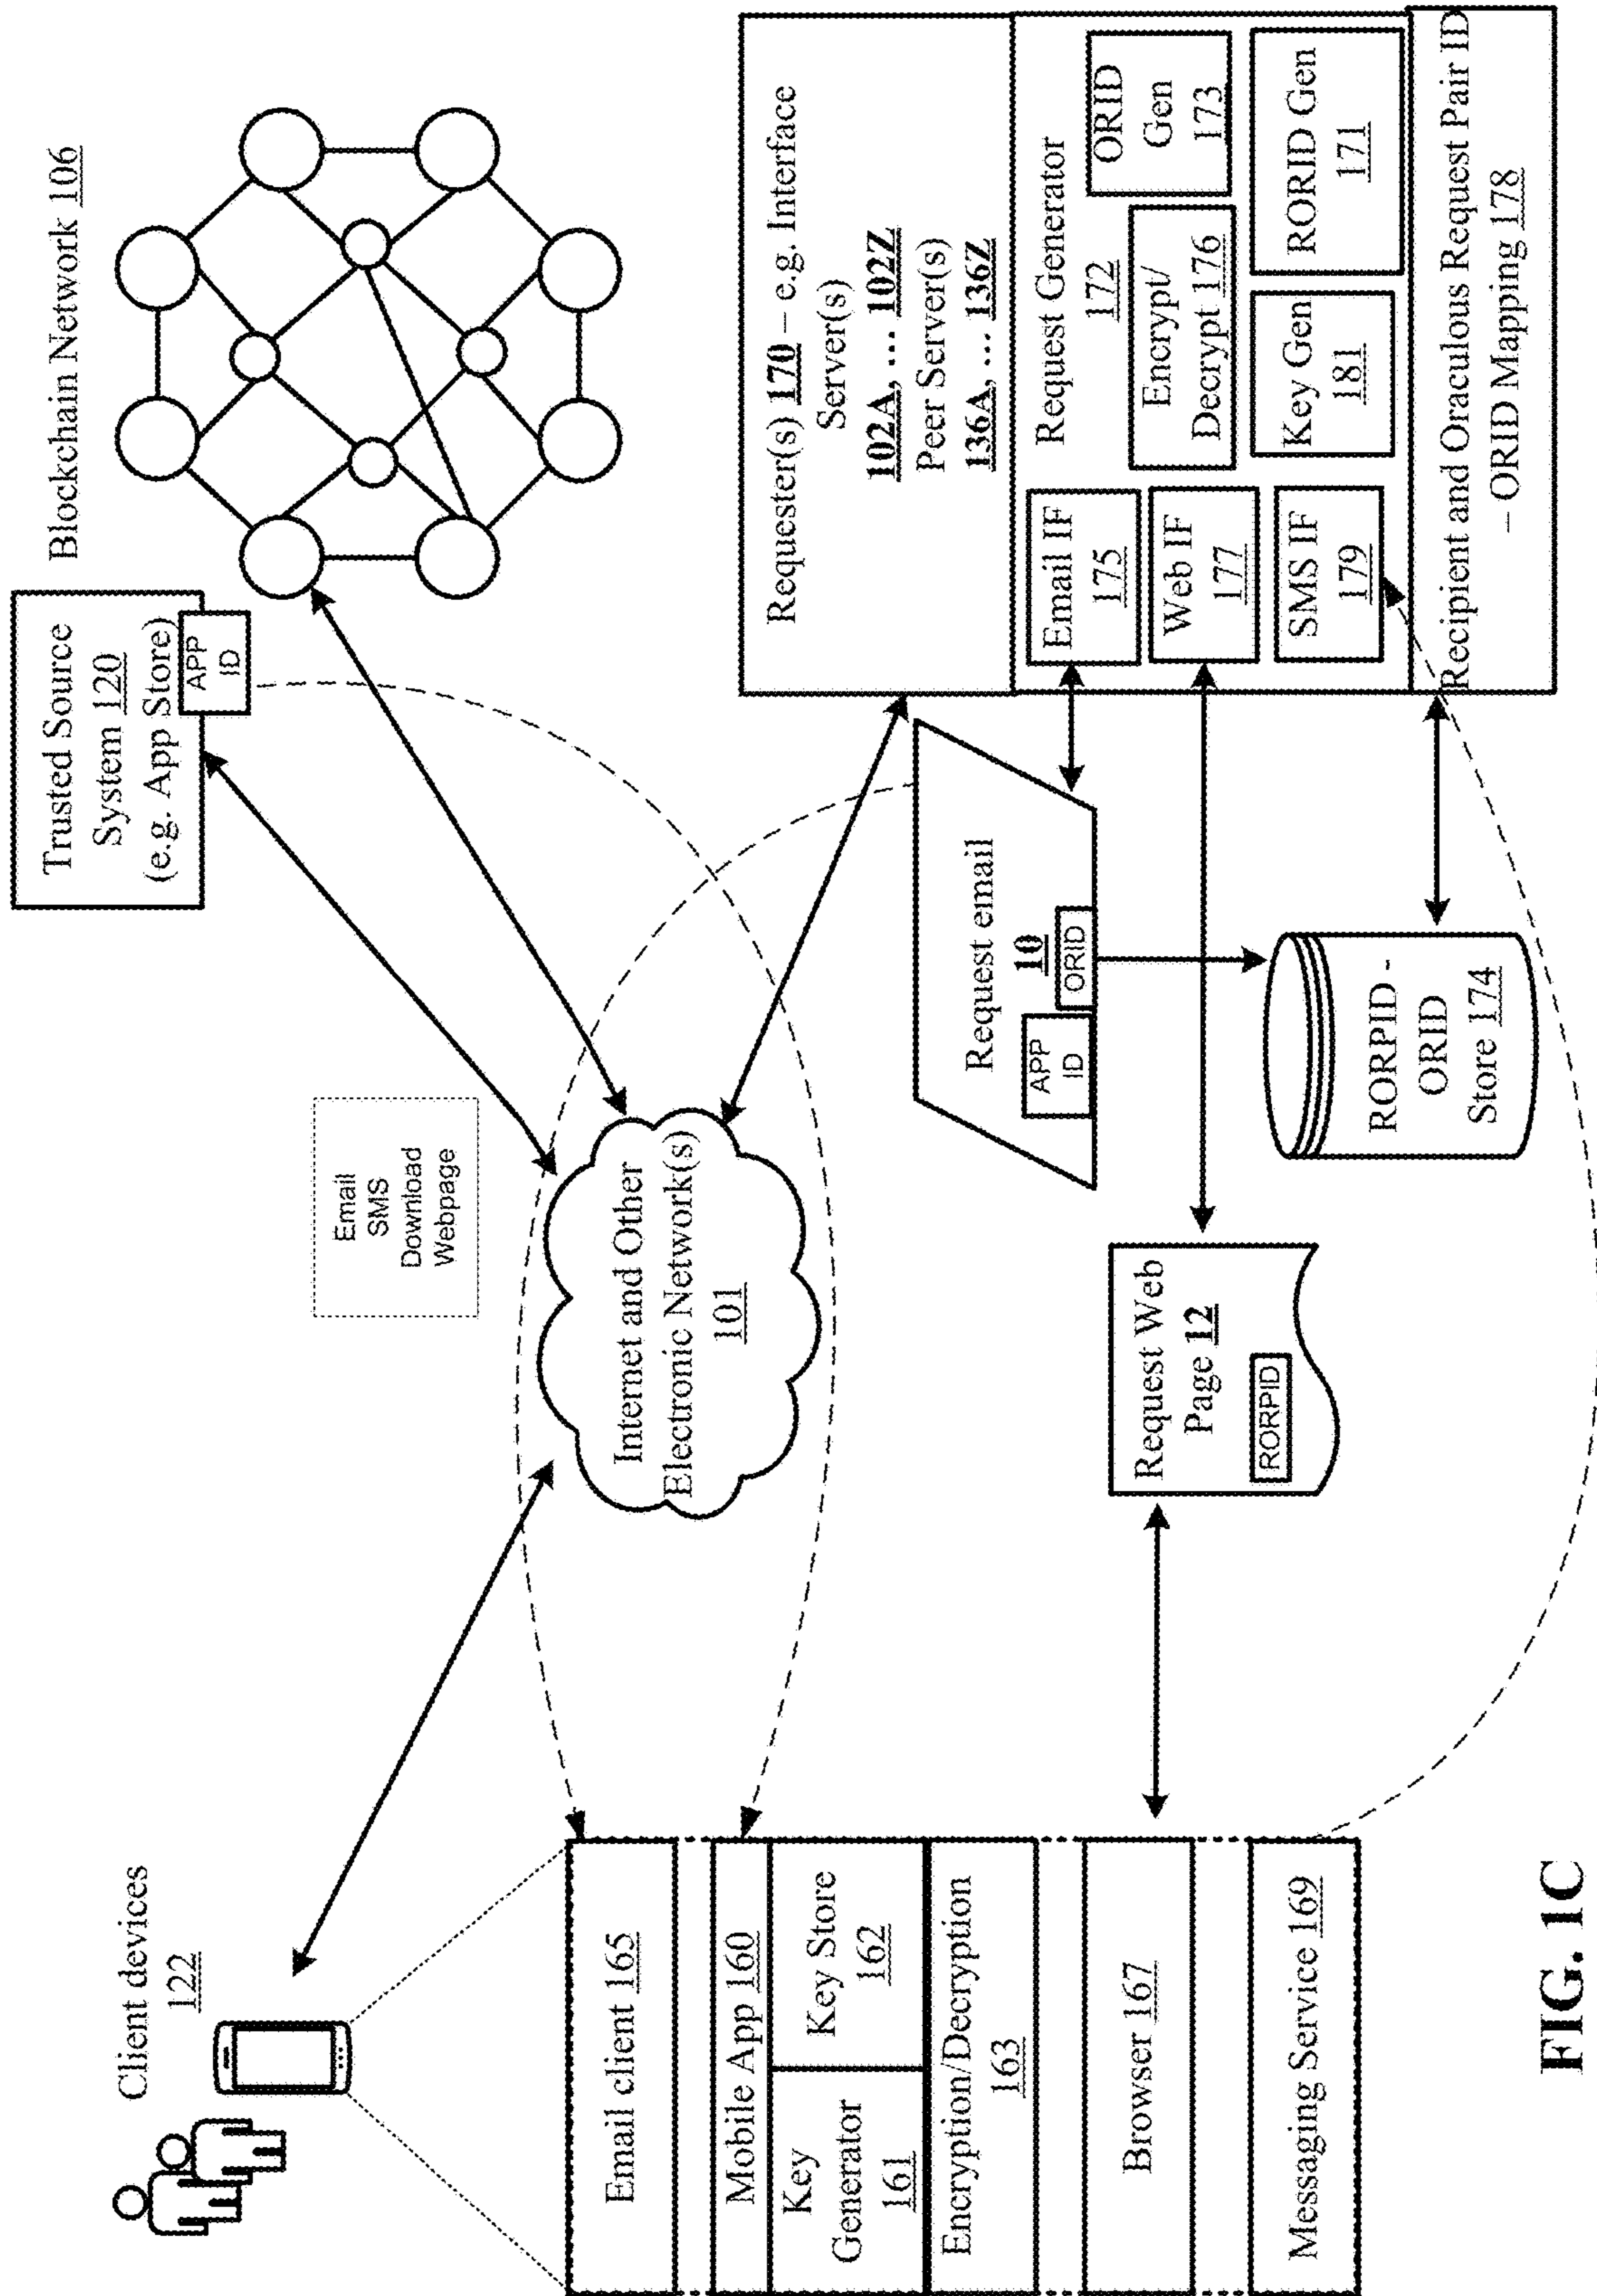 Client devices
122
Email client 165
Mobile App 160
Key
Generator
161
Key Store
162
Encryption/Decryption
163
Browser 167
Messaging Service 169
Email
SMS
Download
Webpage
Internet and Other
Electronic Network(s)
101
Trusted Source
System 120
(e.g. App Store)
APP
ID
Blockchain Network 106
Request email
10
APP
ID
ORID
Request Web
Page 12
RORPID
RORPID -
ORID
Store 174
Requester(s) 170 – e.g. Interface
Server(s)
102A, ... 102Z
Peer Server(s)
136A, ... 136Z
Request Generator
172
Email IF
175
Web IF
177
SMS IF
179
Encrypt/
Decrypt 176
ORID
Gen
173
Key Gen
181
RORID Gen
171
Recipient and Oraculous Request Pair ID
– ORID Mapping 178
FIG. 1C